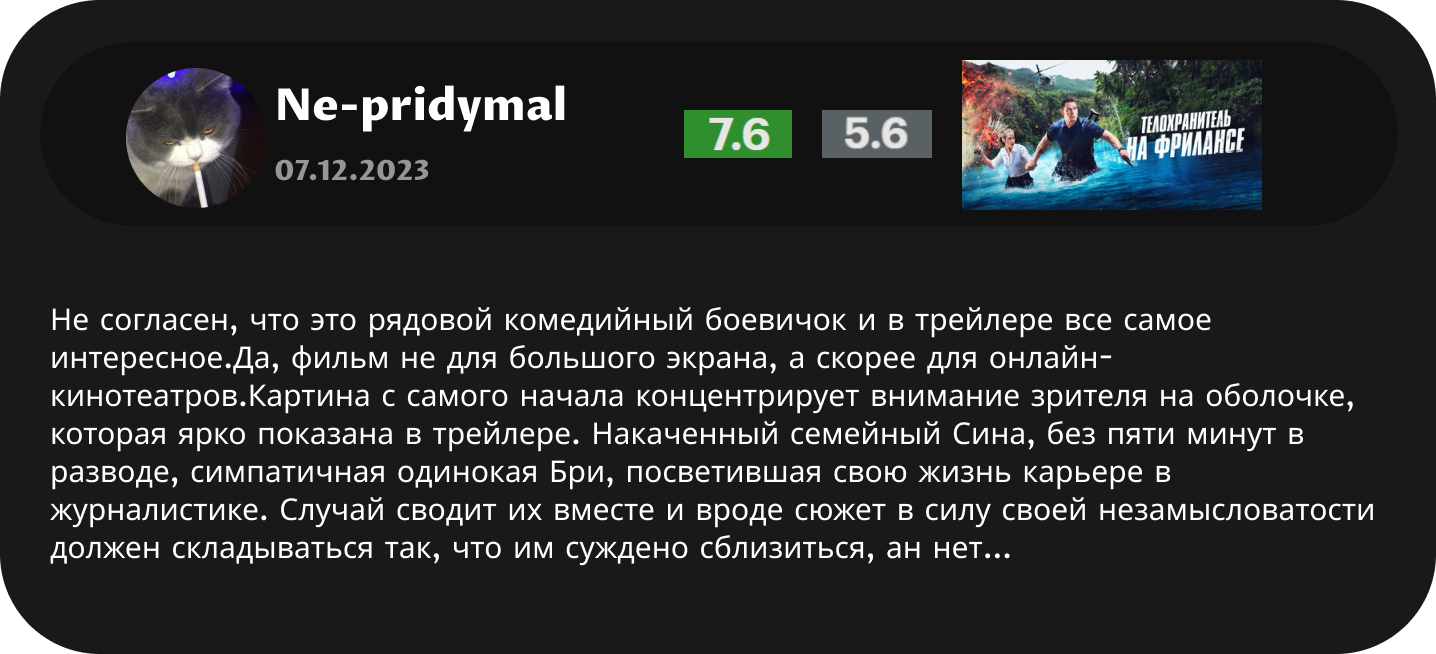 Ne-pridymal
07.12.2023
7.6
5.6
ТЕЛОХРАНИТЕЛЬ
НА ФРИЛАНСЕ
Не согласен, что это рядовой комедийный боевичок и в трейлере все самое
интересное.Да, фильм не для большого экрана, а скорее для онлайн-
кинотеатров.Картина с самого начала концентрирует внимание зрителя на оболочке,
которая ярко показана в трейлере. Накаченный семейный Сина, без пяти минут в
разводе, симпатичная одинокая Бри, посветившая свою жизнь карьере в
журналистике. Случай сводит их вместе и вроде сюжет в силу своей незамысловатости
должен складываться так, что им суждено сблизиться, ан нет...